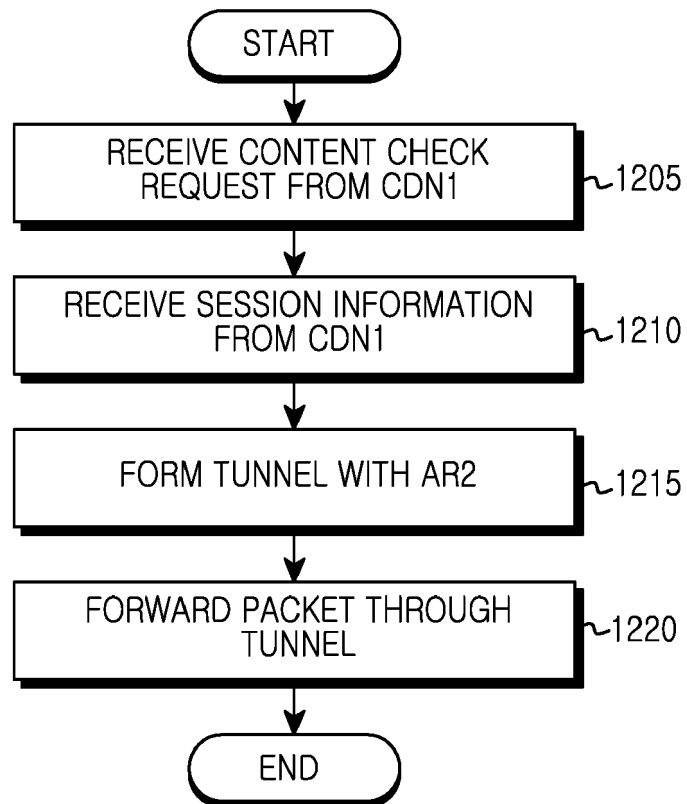 START
RECEIVE CONTENT CHECK
REQUEST FROM CDN1
1205
RECEIVE SESSION INFORMATION
FROM CDN1
1210
FORM TUNNEL WITH AR2
1215
FORWARD PACKET THROUGH
TUNNEL
1220
END